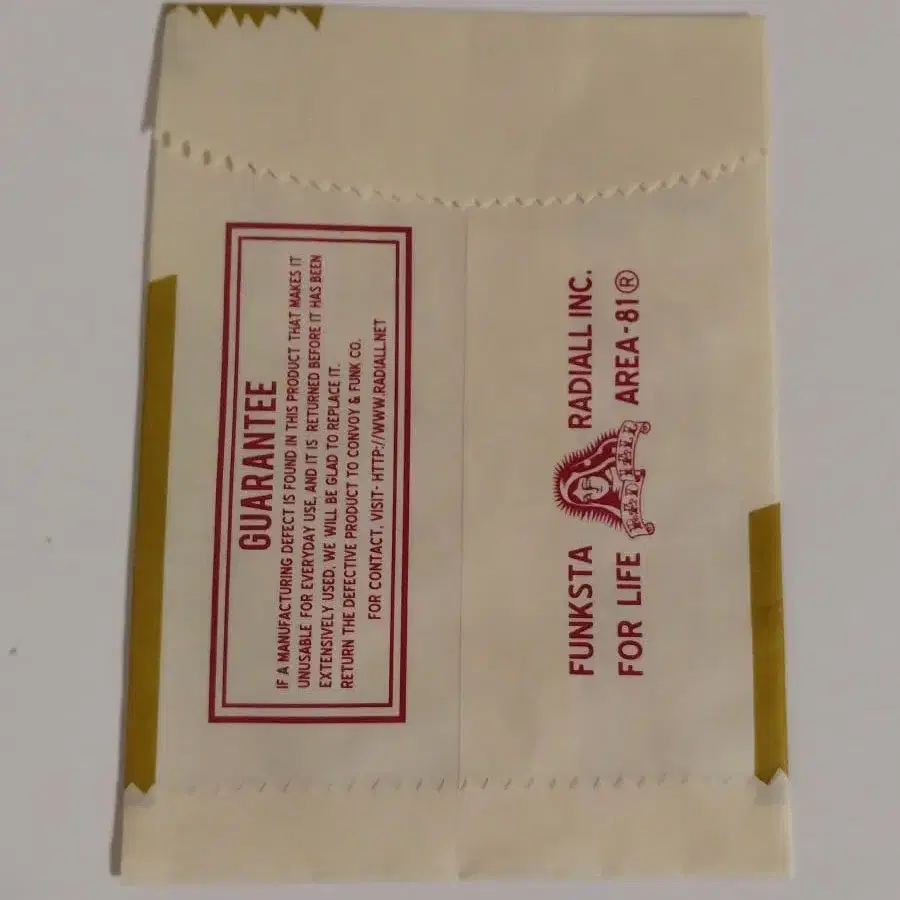 GUARANTEE
IF A MANUFACTURING DEFECT IS FOUND IN THIS PRODUCT THAT MAKES IT
UNUSABLE FOR EVERYDAY USE, AND IT IS RETURNED BEFORE IT HAS BEEN
EXTENSIVELY USED, WE WILL BE GLAD TO REPLACE IT.
RETURN THE DEFECTIVE PRODUCT TO CONVOY & FUNK CO.
FOR CONTACT, VISIT- HTTP://WWW.RADIALL.NET
FUNKSTA RADIALL INC.
FOR LIFE AREA-81®
RADIALL